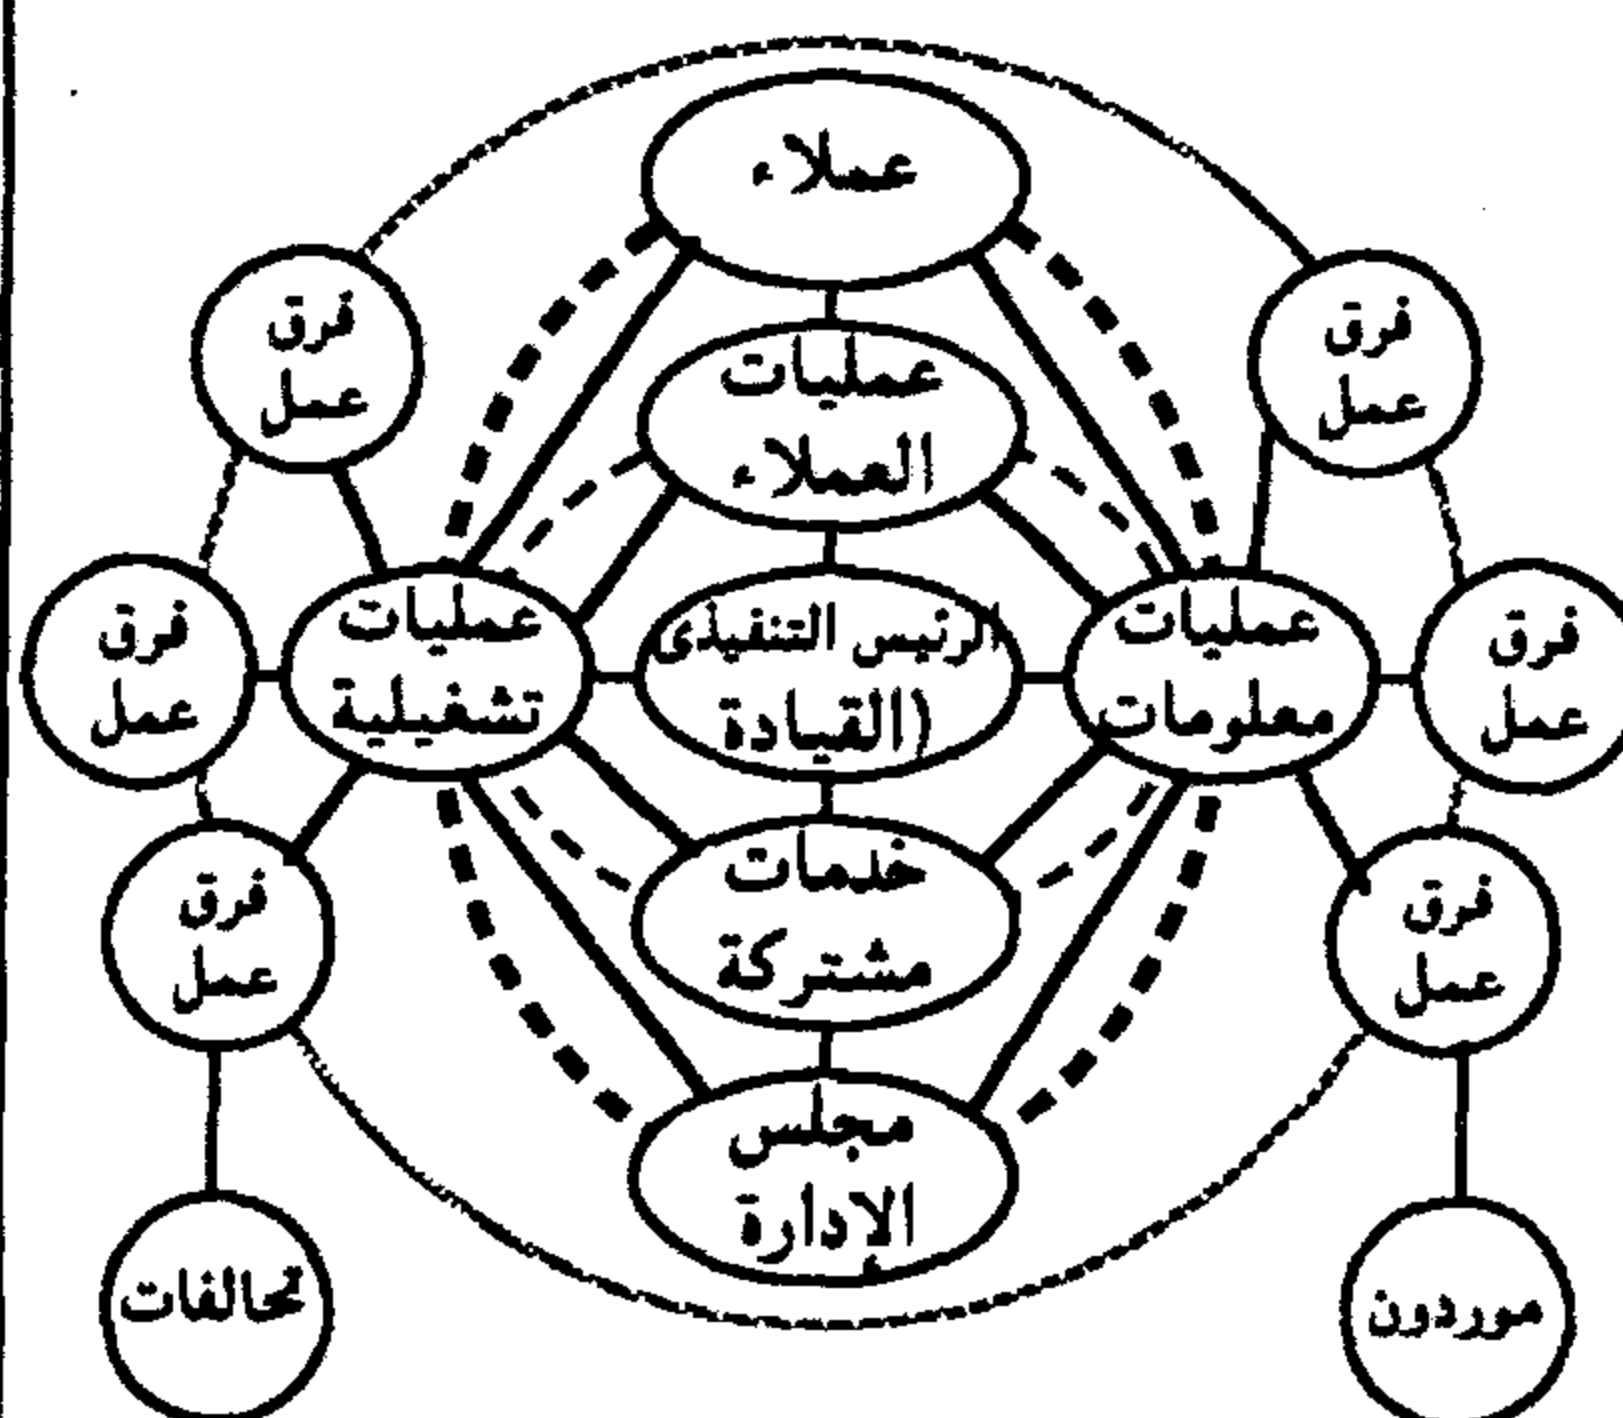 عملاء
فرق
عمل
فرق
عمل
عمليات
العملاء
فرق
عمل
عمليات
معلومات
الرئيس التنفيذى
(القيادة)
عمليات
تشغيلية
فرق
عمل
خدمات
مشتركة
فرق
عمل
فرق
عمل
مجلس
الإدارة
موردون
تحالفات